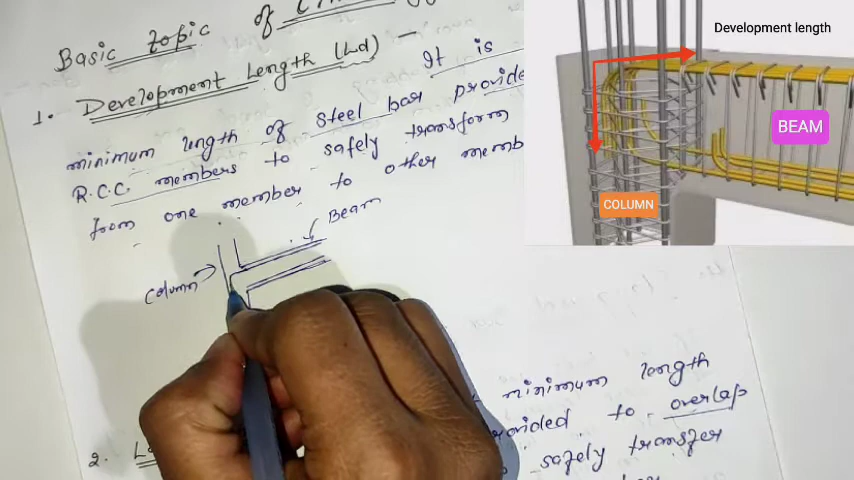 Basic topic of
1. Development Length (Ld) -
It is
minimum length of steel bar provide
R.C.C. members to safely transform
from one member to other memb
Beam
Column
2.
minimum length
provided to overlap
safely transfer
Development length
BEAM
COLUMN